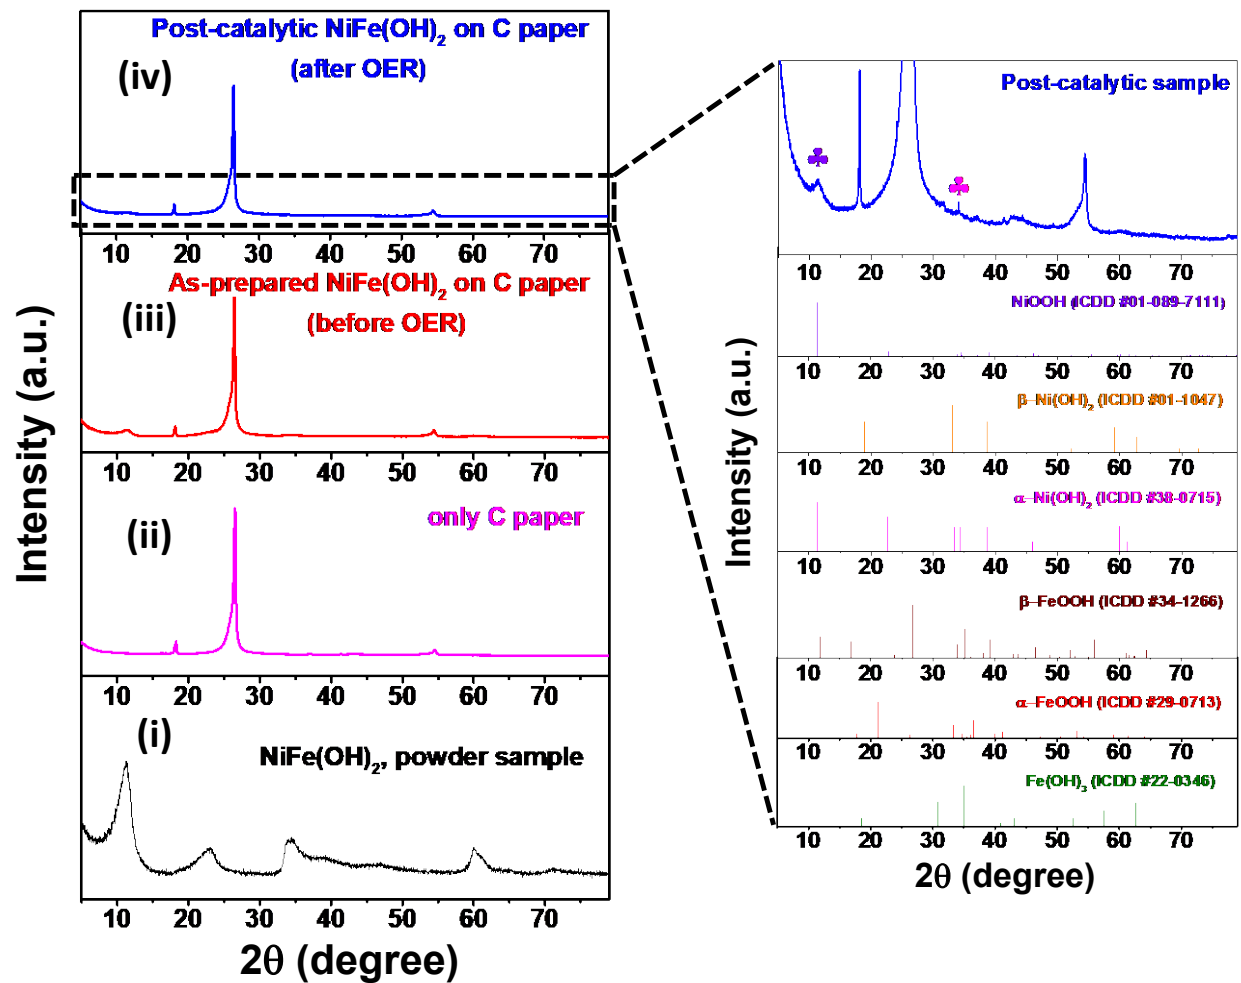 Post-catalytic NiFe(OH)₂ on C paper
(after OER)
(iv)
10 20 30 40 50 60 70
As-prepared NiFe(OH)₂ on C paper
(before OER)
(iii)
10 20 30 40 50 60 70
only C paper
(ii)
10 20 30 40 50 60 70
(i)
NiFe(OH)₂, powder sample
10 20 30 40 50 60 70
2θ (degree)
Intensity (a.u.)
Post-catalytic sample
10 20 30 40 50 60 70
NiOOH (ICDD #01-089-7111)
10 20 30 40 50 60 70
β–Ni(OH)₂ (ICDD #01-1047)
10 20 30 40 50 60 70
α–Ni(OH)₂ (ICDD #38-0715)
10 20 30 40 50 60 70
β–FeOOH (ICDD #34-1266)
10 20 30 40 50 60 70
α–FeOOH (ICDD #29-0713)
10 20 30 40 50 60 70
Fe(OH)₃ (ICDD #22-0346)
10 20 30 40 50 60 70
2θ (degree)
Intensity (a.u.)